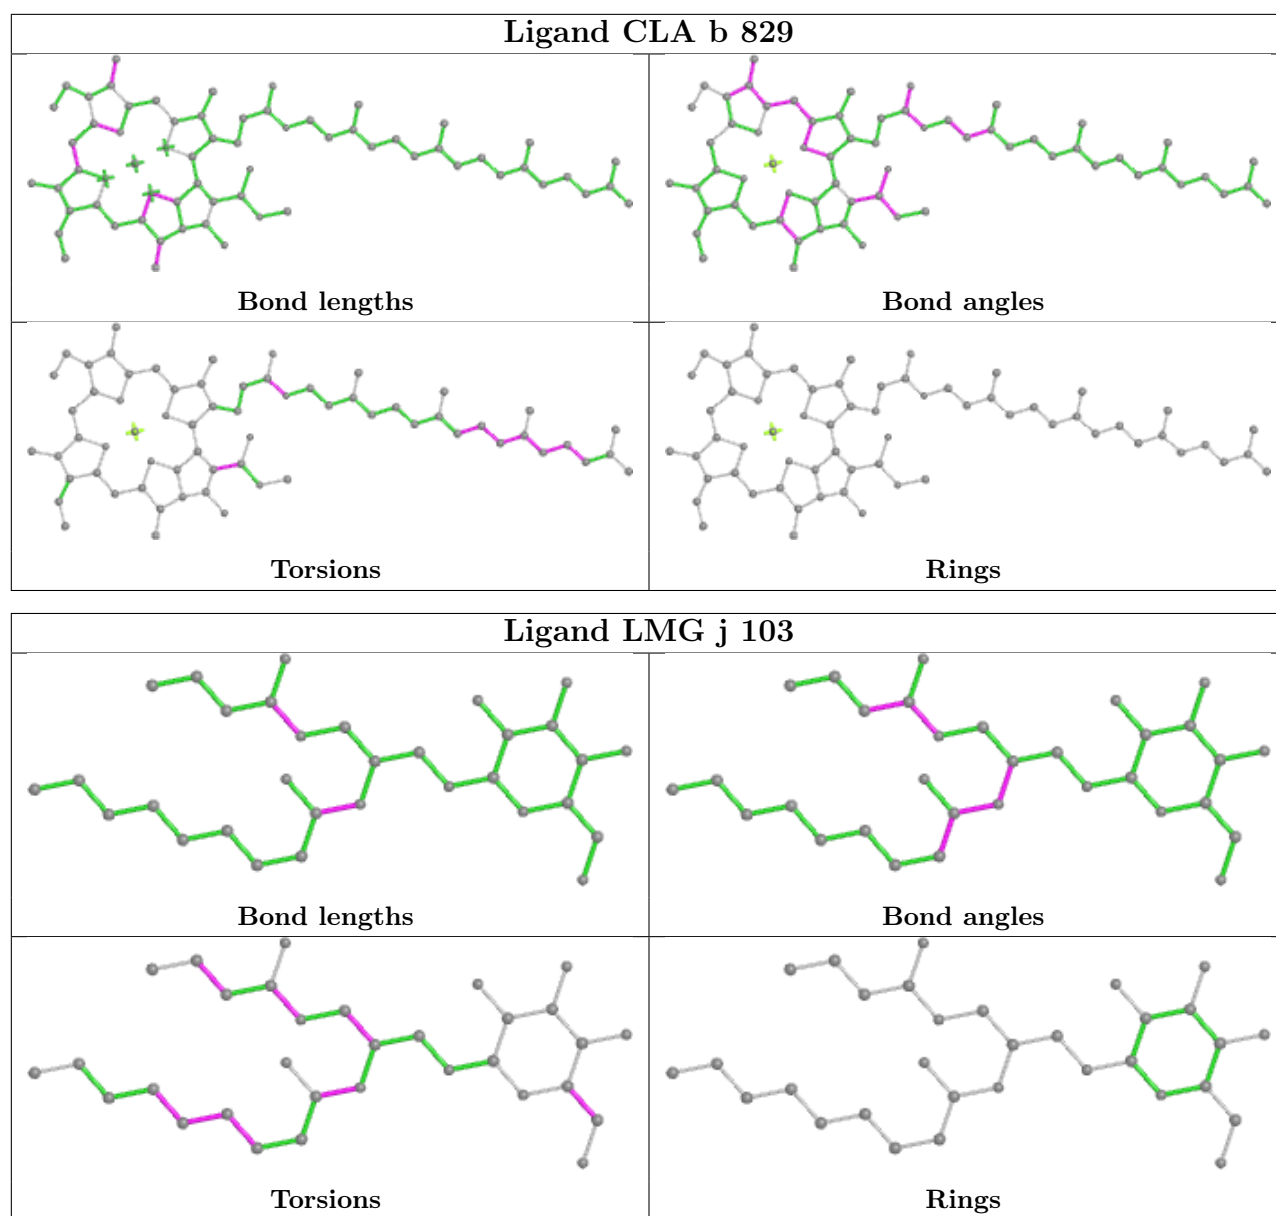 Ligand CLA b 829
Bond lengths
Bond angles
Torsions
Rings
Ligand LMG j 103
Bond lengths
Bond angles
Torsions
Rings